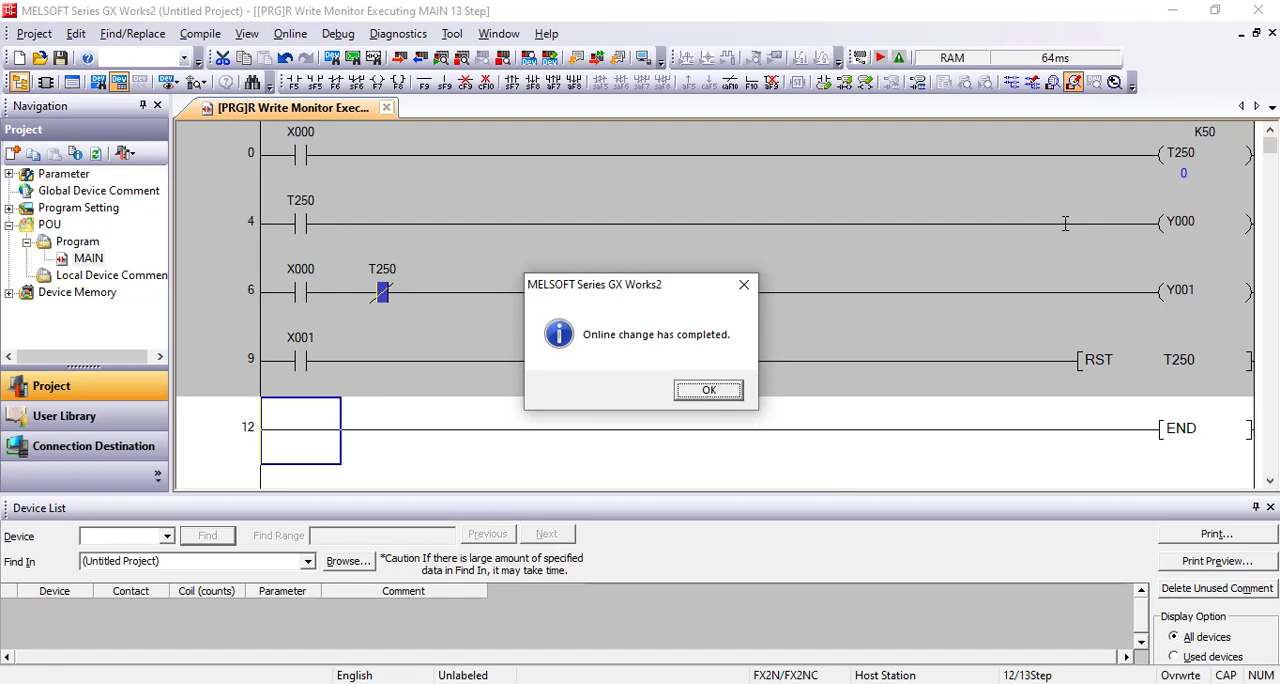 MELSOFT Series GX Works2 (Untitled Project) - [[PRG]R Write Monitor Executing MAIN 13 Step]
Project Edit Find/Replace Compile View Online Debug Diagnostics Tool Window Help
RAM 64ms
Navigation
[PRG]R Write Monitor Exec...
Project
Parameter
Global Device Comment
Program Setting
POU
Program
MAIN
Local Device Commen
Device Memory
Project
User Library
Connection Destination
X000 K50
0 T250
0
T250
4 Y000
X000 T250
6 Y001
X001
9 RST T250
12 END
MELSOFT Series GX Works2
Online change has completed.
OK
Device List
Device Find Find Range Previous Next Print...
Find In (Untitled Project) Browse... *Caution If there is large amount of specified
data in Find In, it may take time.
Print Preview...
Device Contact Coil (counts) Parameter Comment
Delete Unused Comment
Display Option
All devices
Used devices
English Unlabeled FX2N/FX2NC Host Station 12/13Step Ovrwrte CAP NUM